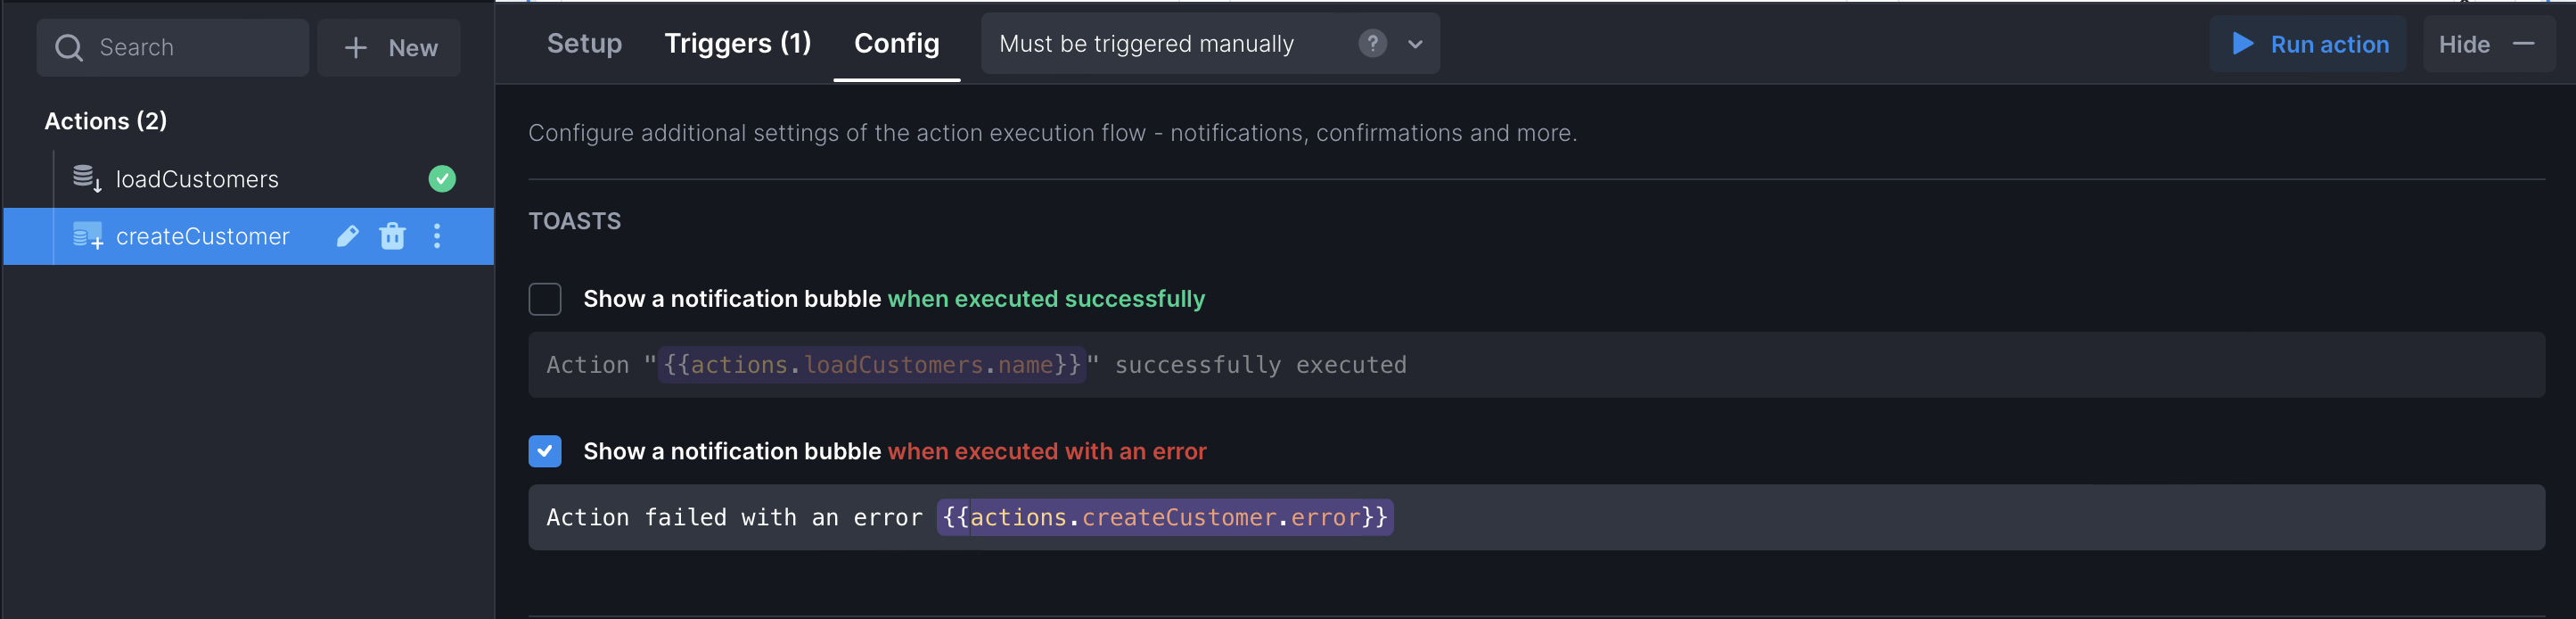 Search
New
Actions (2)
loadCustomers
createCustomer
Setup Triggers (1) Config Must be triggered manually ? Run action Hide
Configure additional settings of the action execution flow - notifications, confirmations and more.
TOASTS
Show a notification bubble when executed successfully
Action "{{actions.loadCustomers.name}}" successfully executed
Show a notification bubble when executed with an error
Action failed with an error {{actions.createCustomer.error}}